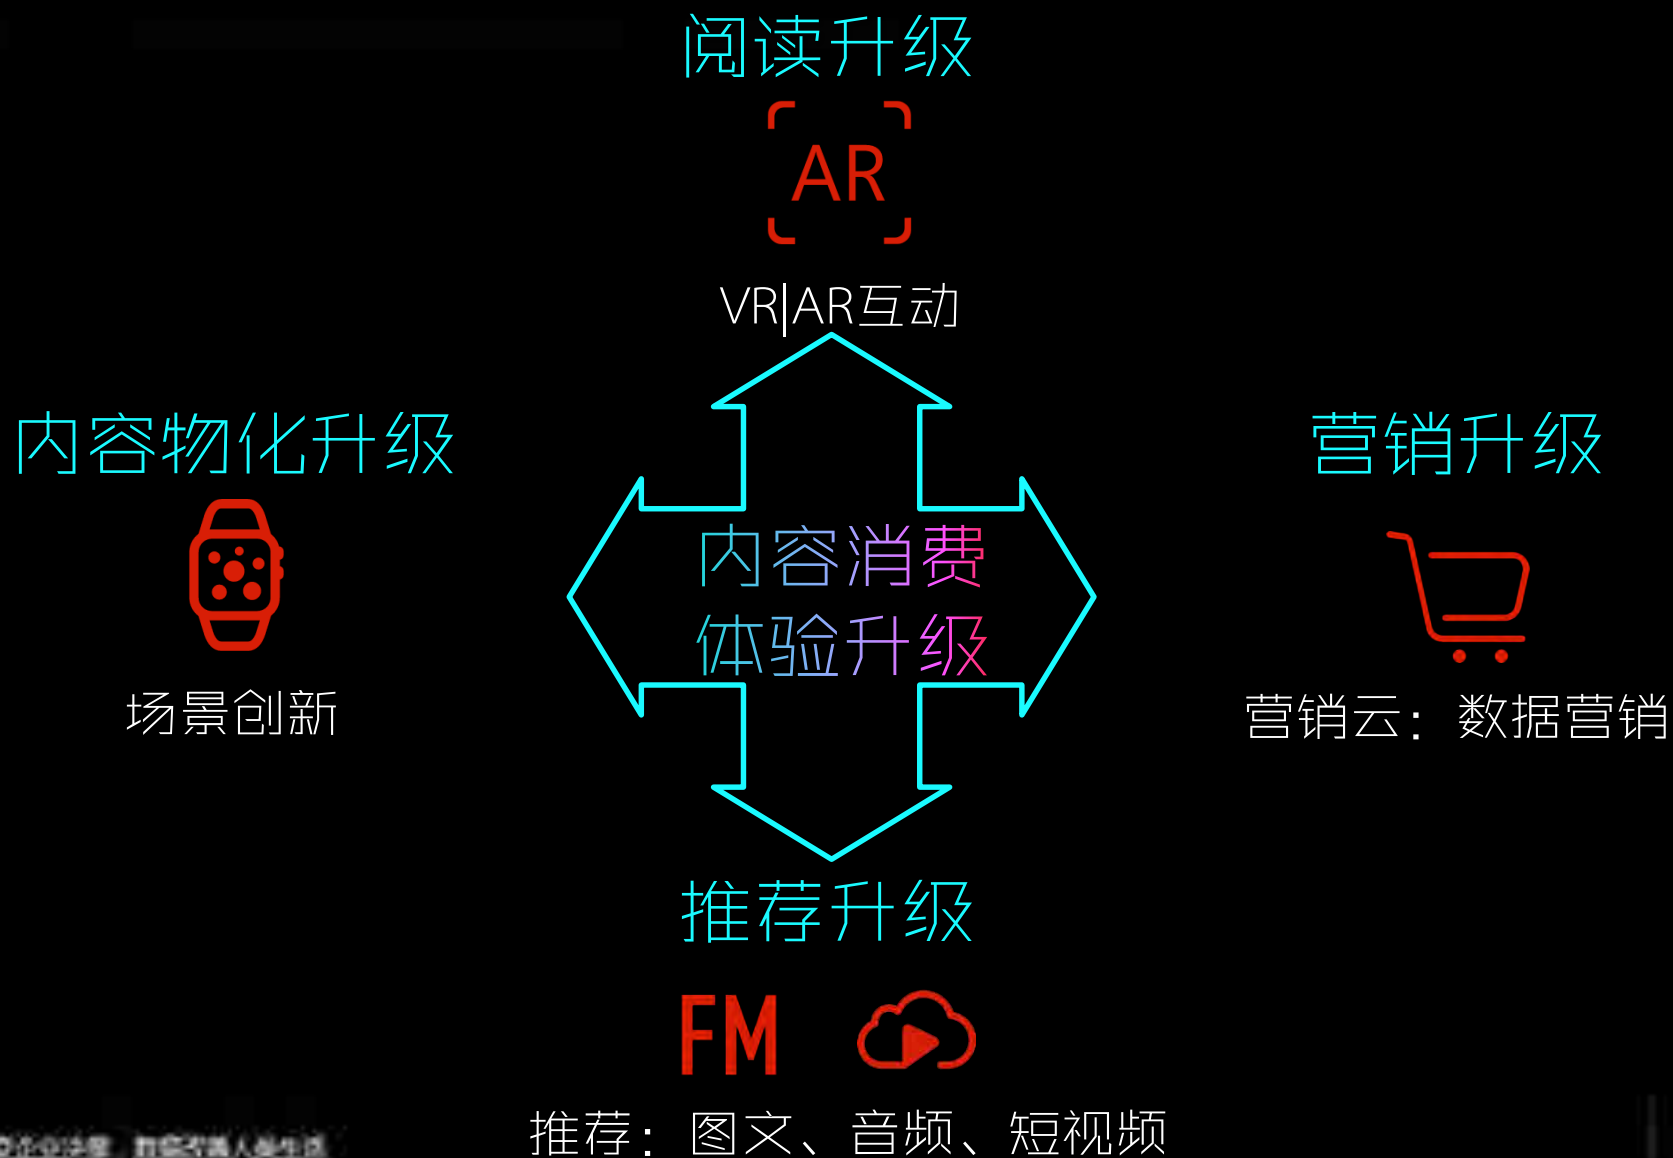 阅读升级
AR
VR|AR互动
内容物化升级
营销升级
内容消费
体验升级
场景创新
营销云：数据营销
推荐升级
FM
推荐：图文、音频、短视频